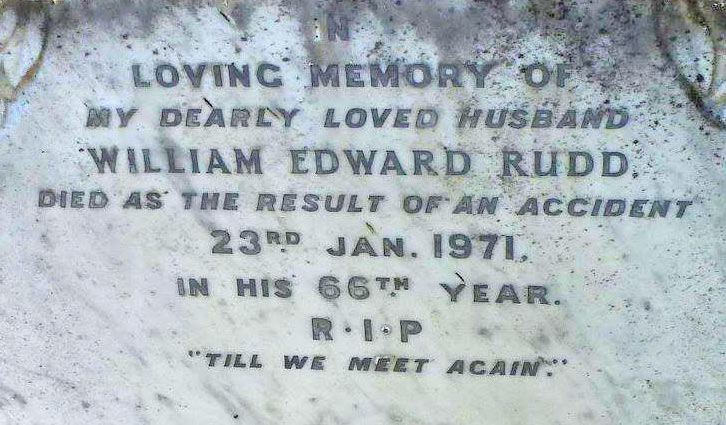 IN
LOVING MEMORY OF
MY DEARLY LOVED HUSBAND
WILLIAM EDWARD RUDD
DIED AS THE RESULT OF AN ACCIDENT
23RD JAN. 1971.
IN HIS 66TH YEAR.
R·I·P
"TILL WE MEET AGAIN."